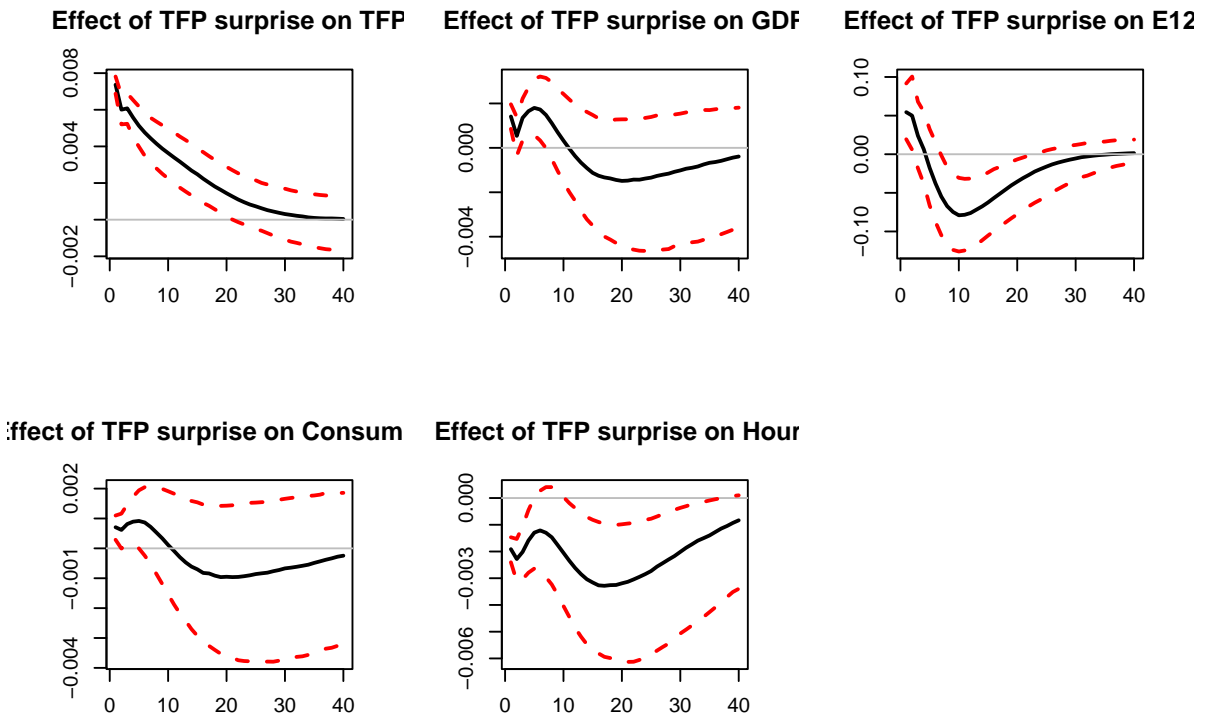 Effect of TFP surprise on TFP
Effect of TFP surprise on GDF
Effect of TFP surprise on E12
0.008
0.004
0.000
-0.002
0.000
-0.004
0.10
0.00
-0.10
0 10 20 30 40
0 10 20 30 40
0 10 20 30 40
Effect of TFP surprise on Consum
Effect of TFP surprise on Hour
0.002
-0.001
-0.004
0.000
-0.003
-0.006
0 10 20 30 40
0 10 20 30 40